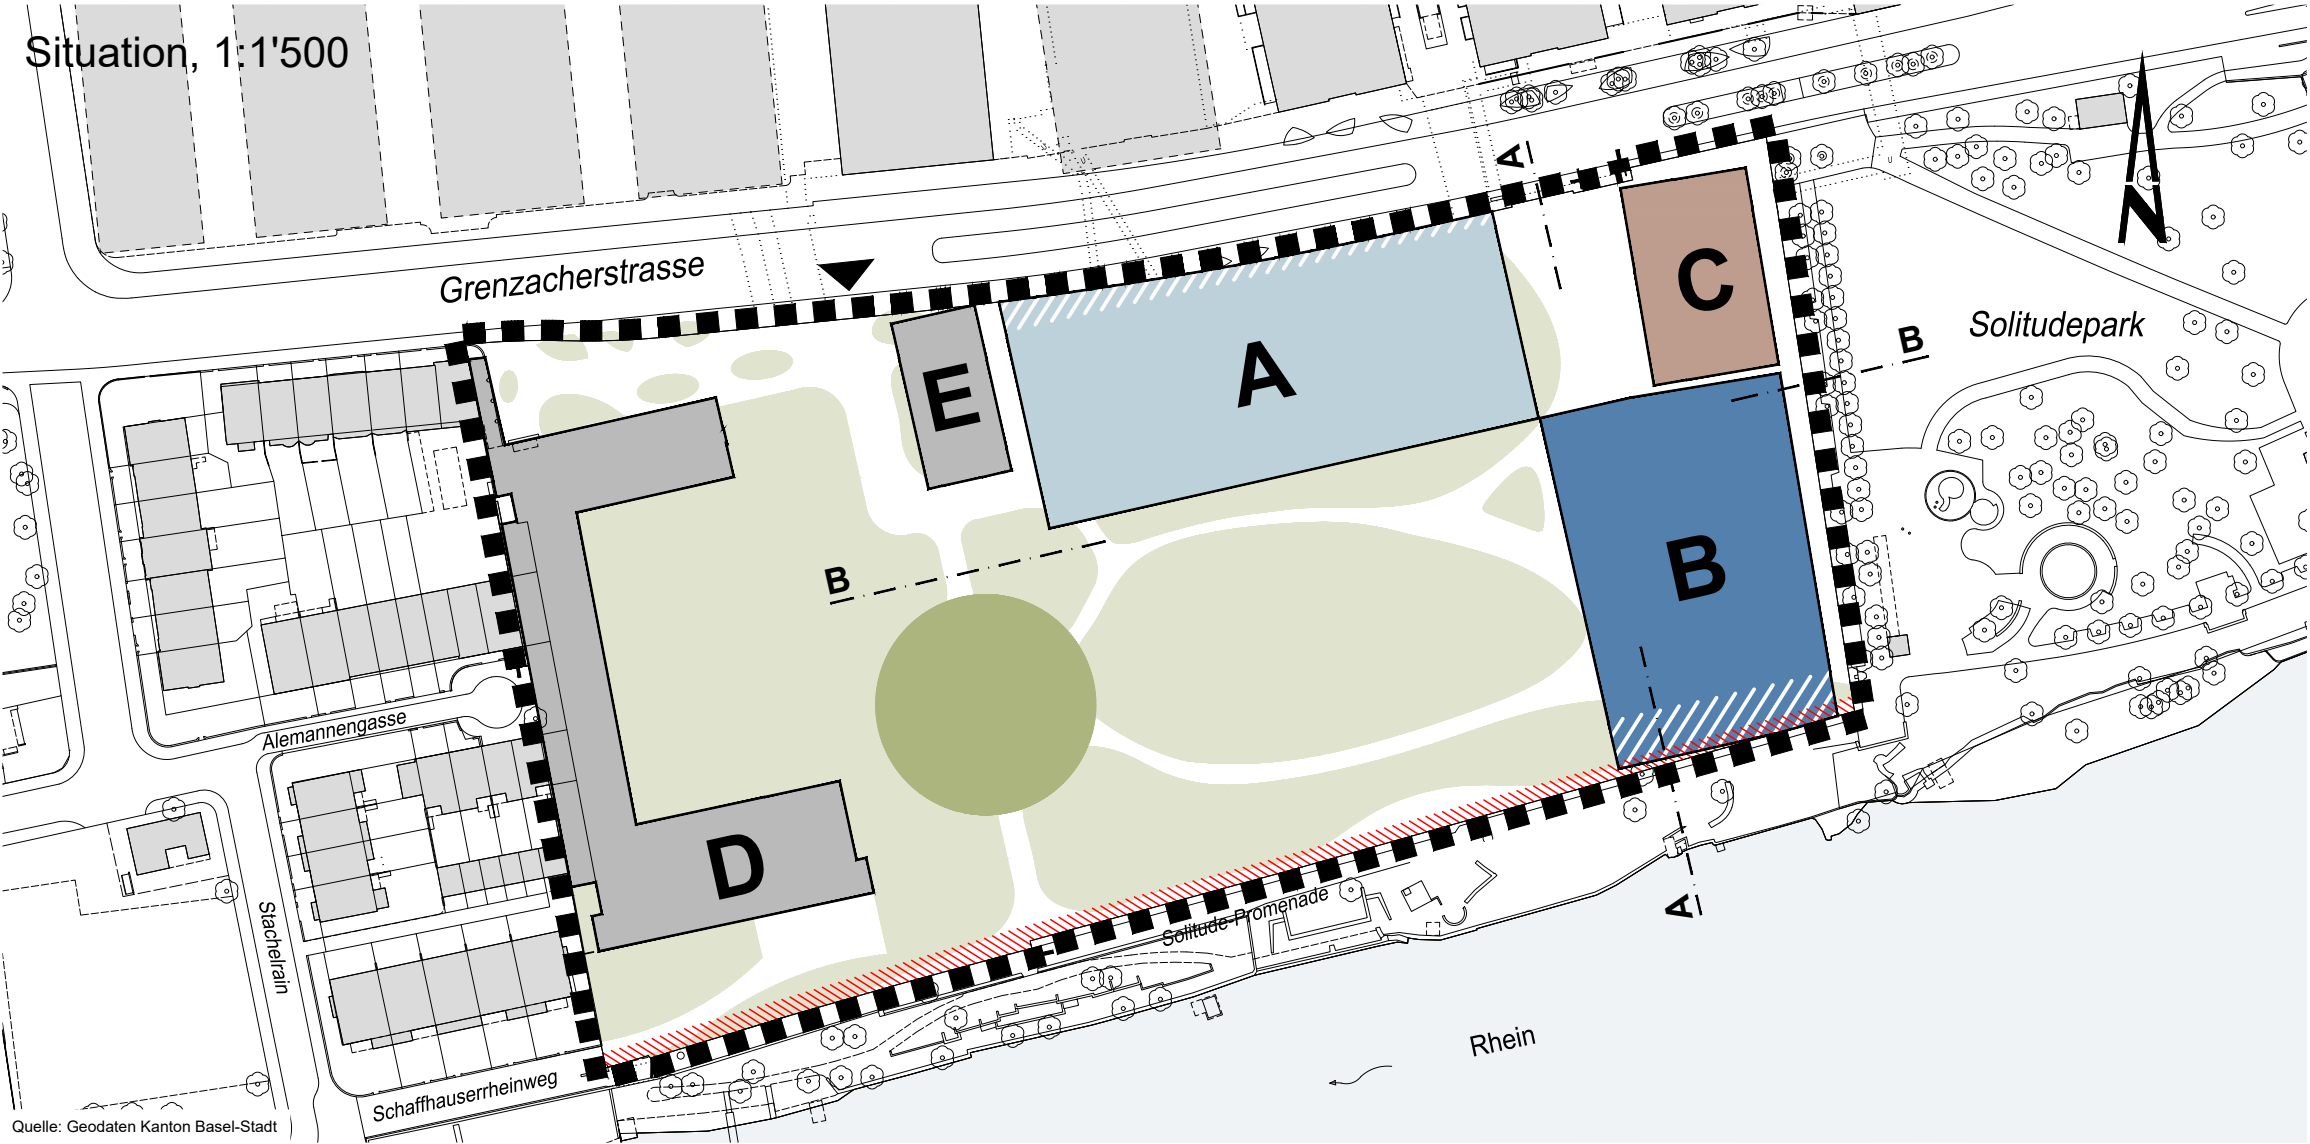 Situation, 1:1'500
Grenzacherstrasse
A
C
Solitudepark
B
E
A
B
B
D
A
N
Alemannengasse
Stachelrain
Solitude-Promenade
Rhein
Schaffhauserrheinweg
Quelle: Geodaten Kanton Basel-Stadt